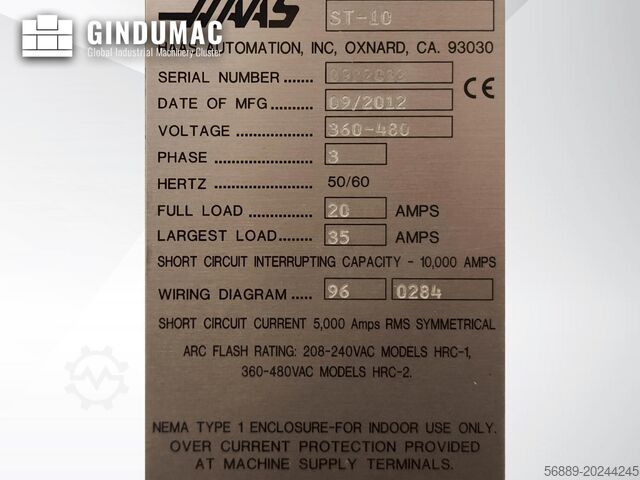 HAAS ST-10
GINDUMAC
Global Industrial Machinery Cluster
HAAS AUTOMATION, INC, OXNARD, CA. 93030
SERIAL NUMBER .......
DATE OF MFG ........... 09/2012
CE
VOLTAGE ................. 360-480
PHASE ..................... 3
HERTZ ..................... 50/60
FULL LOAD ............... 20 AMPS
LARGEST LOAD........ 35 AMPS
SHORT CIRCUIT INTERRUPTING CAPACITY - 10,000 AMPS
WIRING DIAGRAM ..... 96 0284
SHORT CIRCUIT CURRENT 5,000 Amps RMS SYMMETRICAL
ARC FLASH RATING: 208-240VAC MODELS HRC-1,
360-480VAC MODELS HRC-2.
NEMA TYPE 1 ENCLOSURE-FOR INDOOR USE ONLY.
OVER CURRENT PROTECTION PROVIDED
AT MACHINE SUPPLY TERMINALS.
56889-20244245